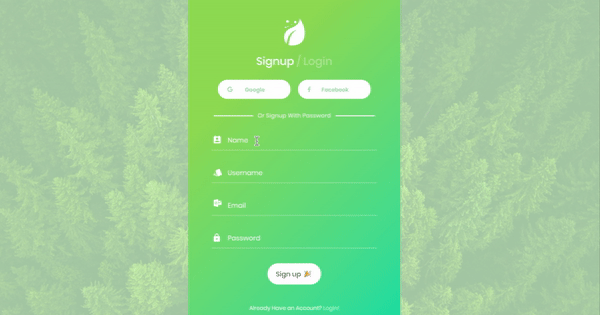 Signup / Login
G Google
f Facebook
Or Signup With Password
Name
Username
Email
Password
Sign up 🎉
Already Have an Account? Login!